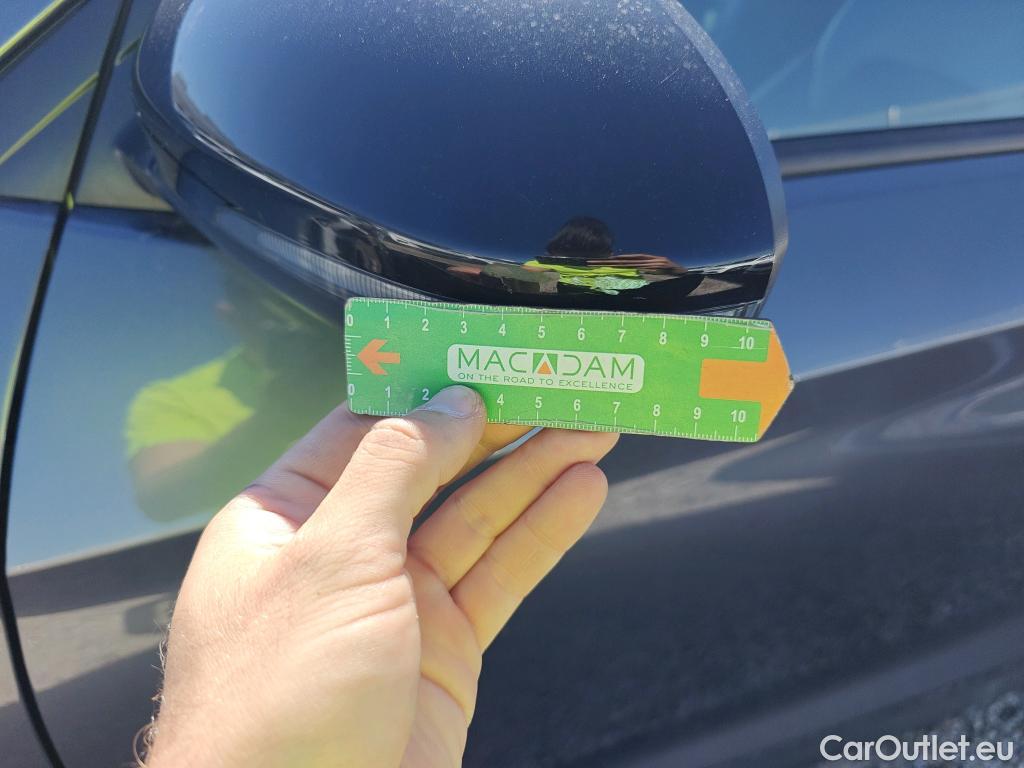 0 1 2 3 4 5 6 7 8 9 10
MACADAM
ON THE ROAD TO EXCELLENCE
0 1 2 4 5 6 7 8 9 10
CarOutlet.eu